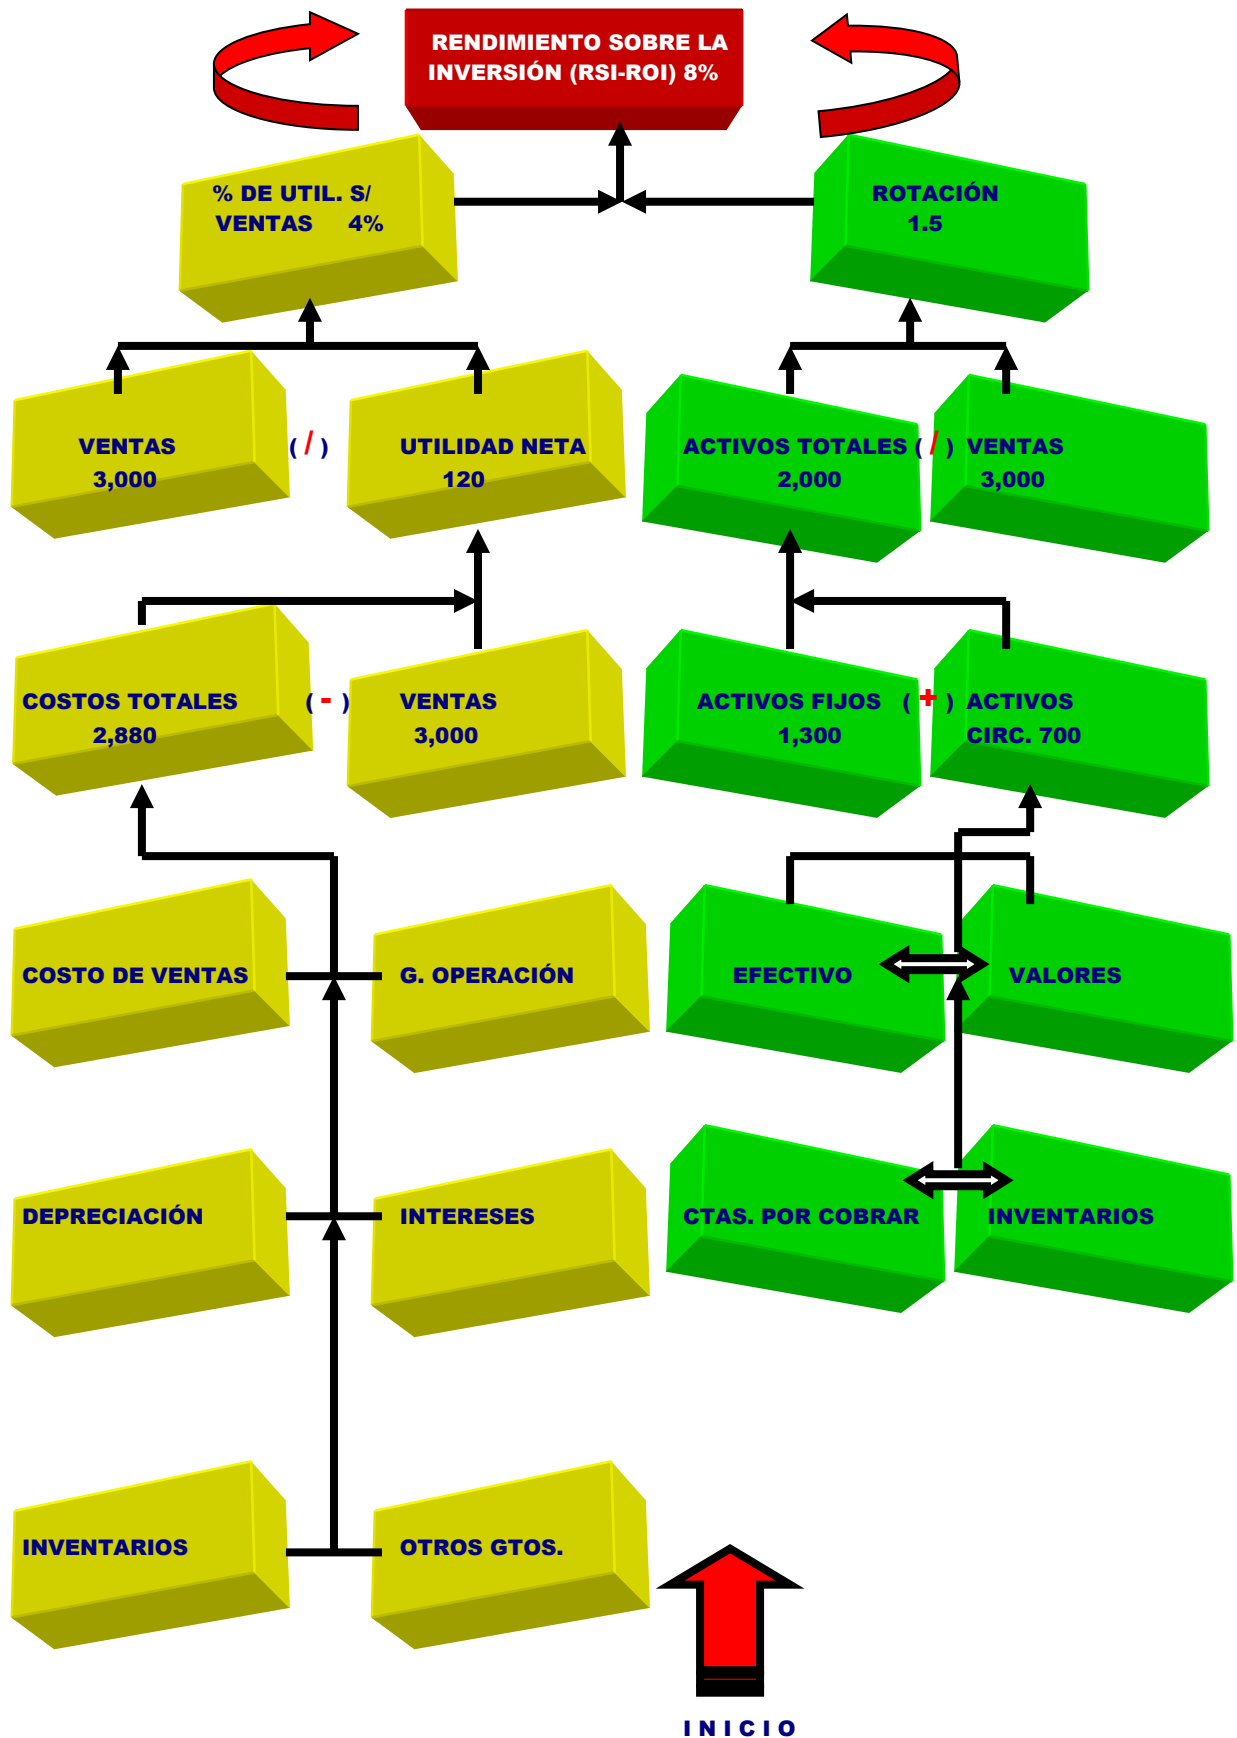 RENDIMIENTO SOBRE LA
INVERSIÓN (RSI-ROI) 8%
% DE UTIL. S/
VENTAS 4%
ROTACIÓN
1.5
VENTAS ( / ) UTILIDAD NETA
3,000 120
ACTIVOS TOTALES ( / ) VENTAS
2,000 3,000
COSTOS TOTALES ( - ) VENTAS
2,880 3,000
ACTIVOS FIJOS ( + ) ACTIVOS
1,300 CIRC. 700
COSTO DE VENTAS G. OPERACIÓN
EFECTIVO VALORES
DEPRECIACIÓN INTERESES
CTAS. POR COBRAR INVENTARIOS
INVENTARIOS OTROS GTOS.
I N I C I O